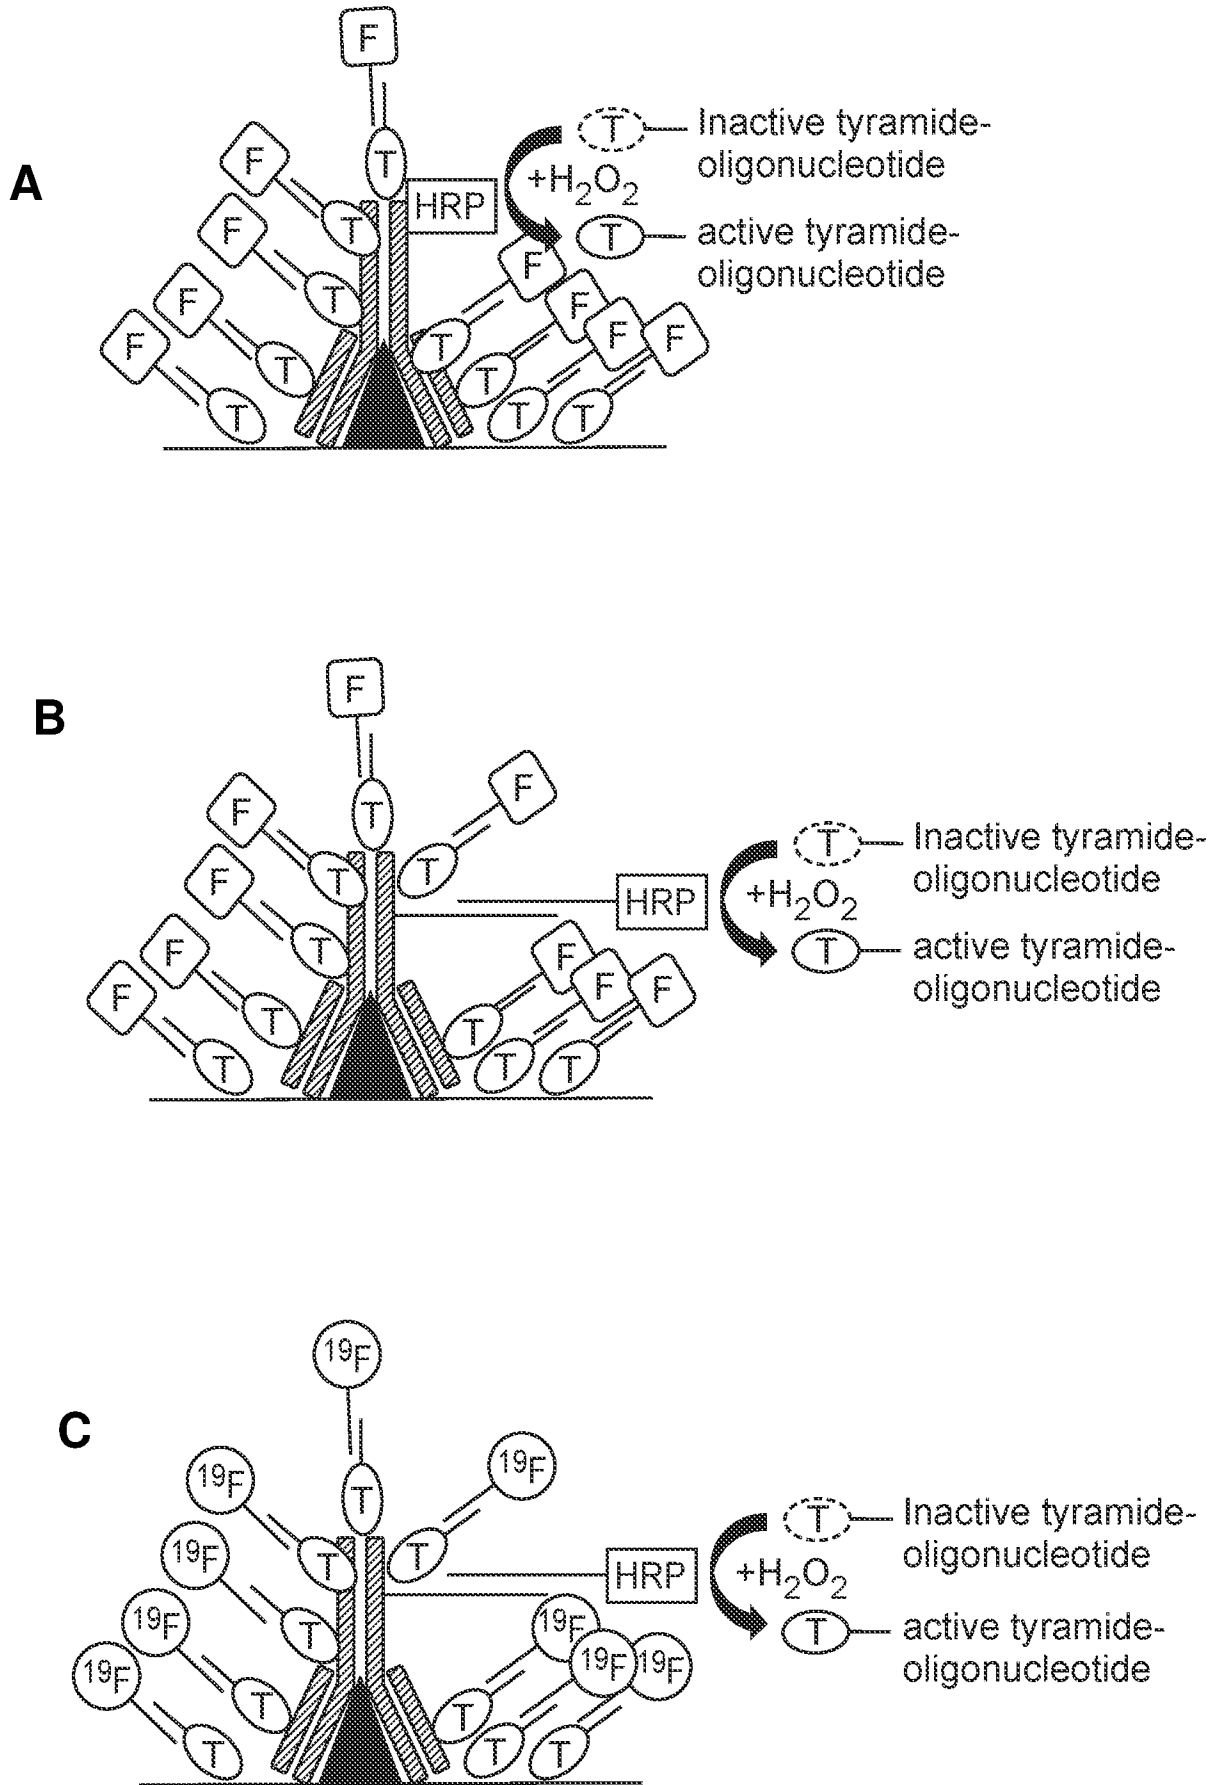 A
F
T
Inactive tyramide-
oligonucleotide
F
+H2O2
HRP
T
T
active tyramide-
oligonucleotide
F
F
T
F
F
T
F
F
F
F
T
T
T
T
T
T
B
F
F
F
T
T
Inactive tyramide-
oligonucleotide
F
T
T
HRP
+H2O2
F
T
T
active tyramide-
oligonucleotide
F
F
F
F
T
T
T
T
T
C
19F
19F
19F
T
T
Inactive tyramide-
oligonucleotide
19F
T
T
HRP
+H2O2
19F
T
19F
T
active tyramide-
oligonucleotide
19F
19F
19F
T
T
T
T
T